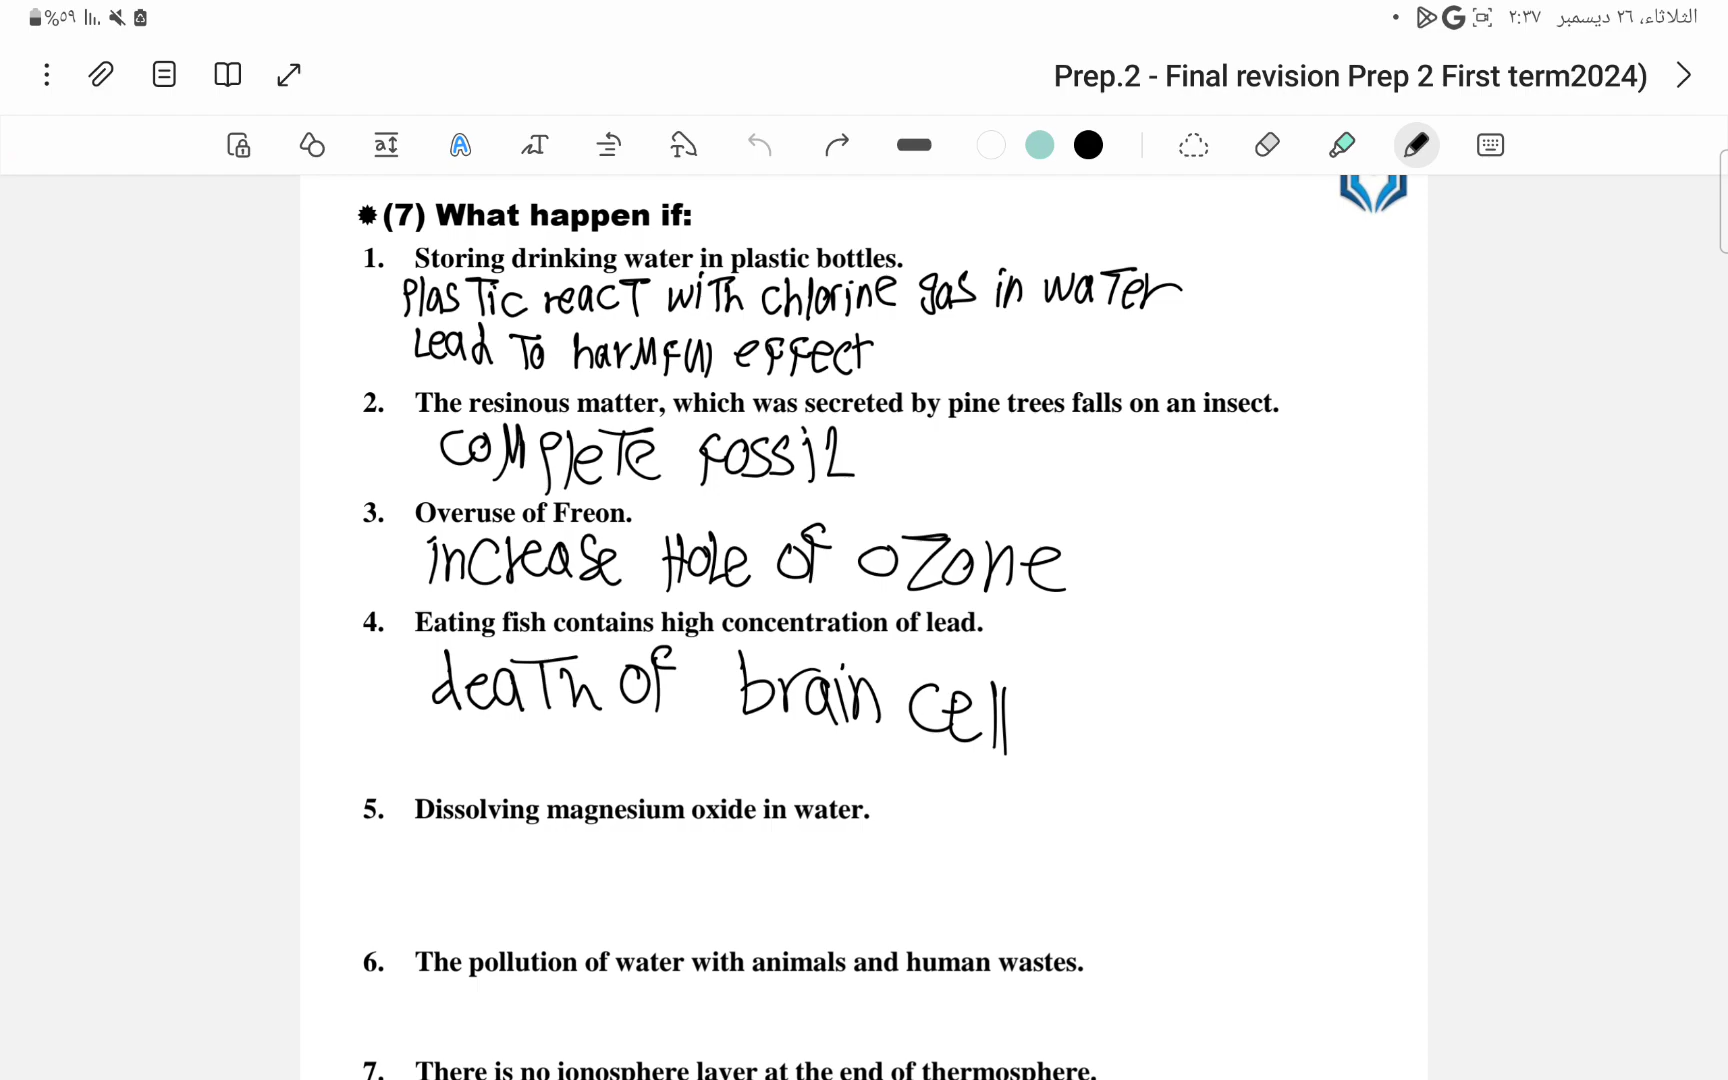 %٥٩ الثلاثاء، ٢٦ ديسمبر ٢:٣٧
Prep.2 - Final revision Prep 2 First term2024)
(7) What happen if:
1. Storing drinking water in plastic bottles.
Plastic react with chlorine gas in water
Lead To harmful effect
2. The resinous matter, which was secreted by pine trees falls on an insect.
complete fossil
3. Overuse of Freon.
increase Hole of ozone
4. Eating fish contains high concentration of lead.
death of brain cell
5. Dissolving magnesium oxide in water.
6. The pollution of water with animals and human wastes.
7. There is no ionosphere layer at the end of thermosphere.